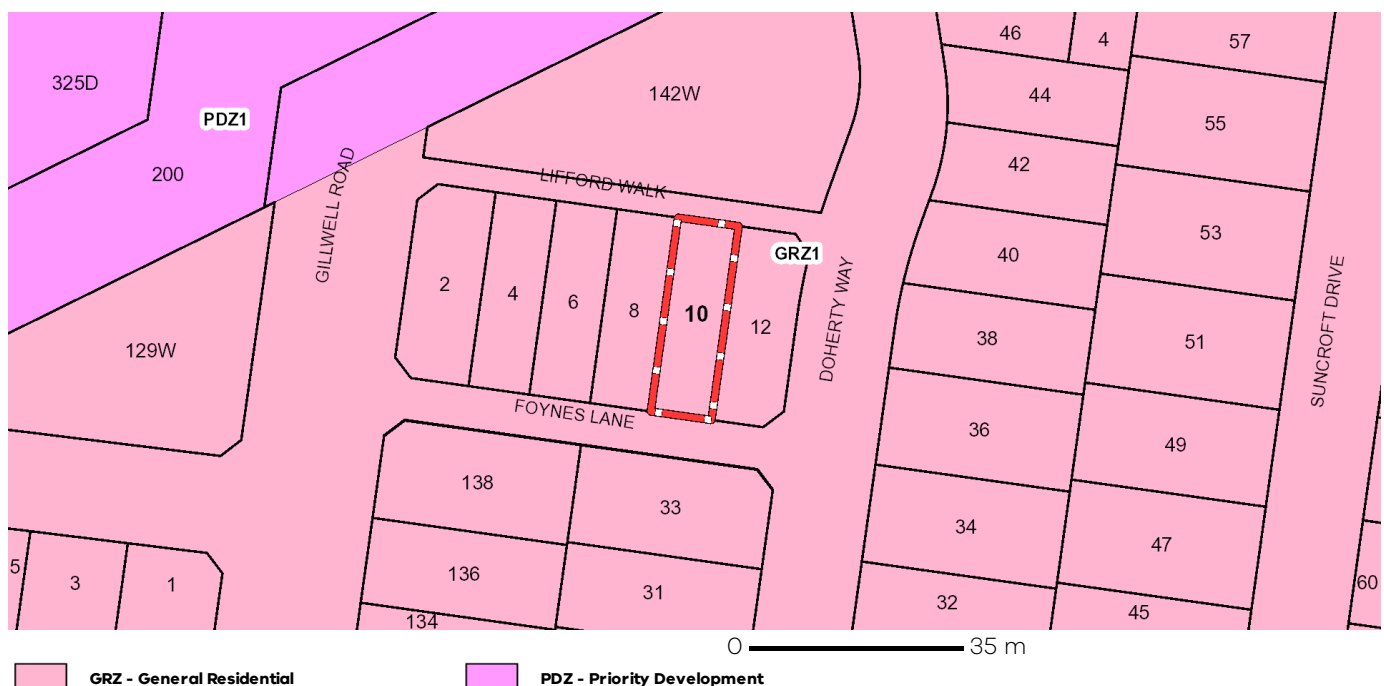 46
4
57
325D
142W
44
PDZ1
55
42
200
LIFFORD WALK
GILLWELL ROAD
53
GRZ1
40
2
4
6
8
10
12
DOHERTY WAY
SUNCROFT DRIVE
38
51
129W
FOYNES LANE
36
49
138
33
34
47
5
3
1
136
31
60
32
45
134
0 35 m
GRZ - General Residential
PDZ - Priority Development